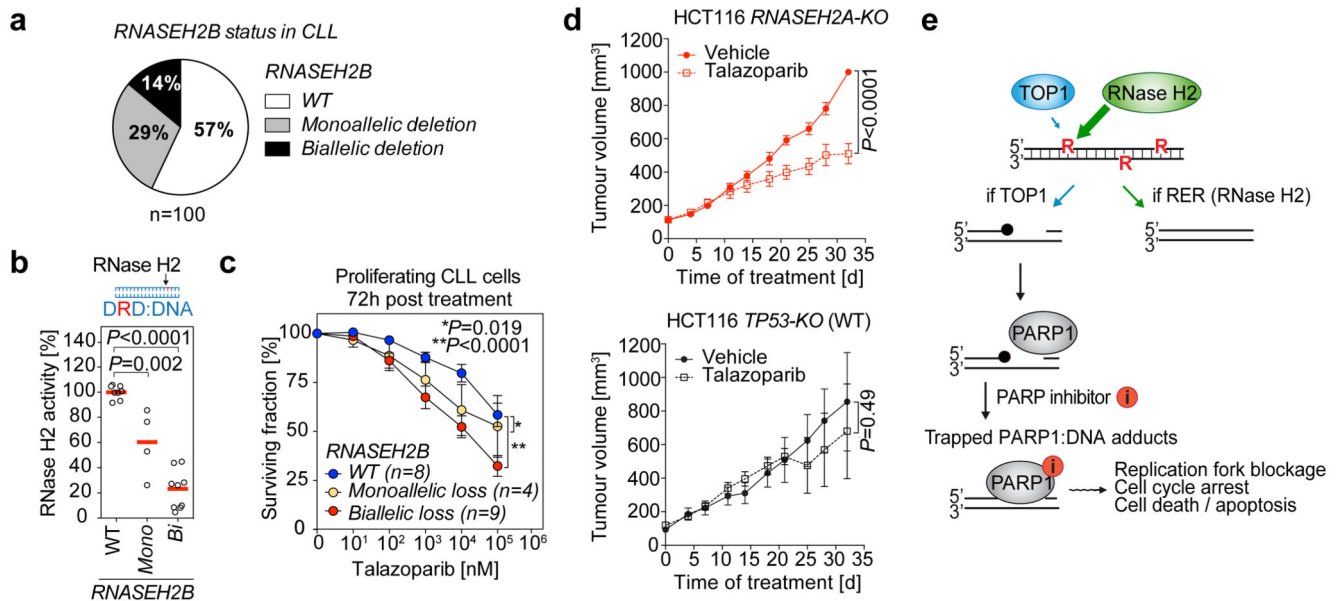 a
RNASEH2B status in CLL
14%
29%
57%
RNASEH2B
WT
Monoallelic deletion
Biallelic deletion
n=100
b
RNase H2
DRD:DNA
P<0.0001
P=0.002
RNase H2 activity [%]
140
120
100
80
60
40
20
0
WT
Mono
Bi
RNASEH2B
c
Proliferating CLL cells
72h post treatment
*P=0.019
**P<0.0001
Surviving fraction [%]
100
75
50
25
0
*
**
RNASEH2B
WT (n=8)
Monoallelic loss (n=4)
Biallelic loss (n=9)
0 10¹ 10² 10³ 10⁴ 10⁵ 10⁶
Talazoparib [nM]
d
HCT116 RNASEH2A-KO
Tumour volume [mm³]
1200
1000
800
600
400
200
0
Vehicle
Talazoparib
P<0.0001
0 5 10 15 20 25 30 35
Time of treatment [d]
HCT116 TP53-KO (WT)
Tumour volume [mm³]
1200
1000
800
600
400
200
0
Vehicle
Talazoparib
P=0.49
0 5 10 15 20 25 30 35
Time of treatment [d]
e
TOP1
RNase H2
5'
3'
R
R
R
if TOP1
if RER (RNase H2)
5'
3'
5'
3'
PARP1
5'
3'
PARP inhibitor i
Trapped PARP1:DNA adducts
PARP1
i
5'
3'
Replication fork blockage
Cell cycle arrest
Cell death / apoptosis